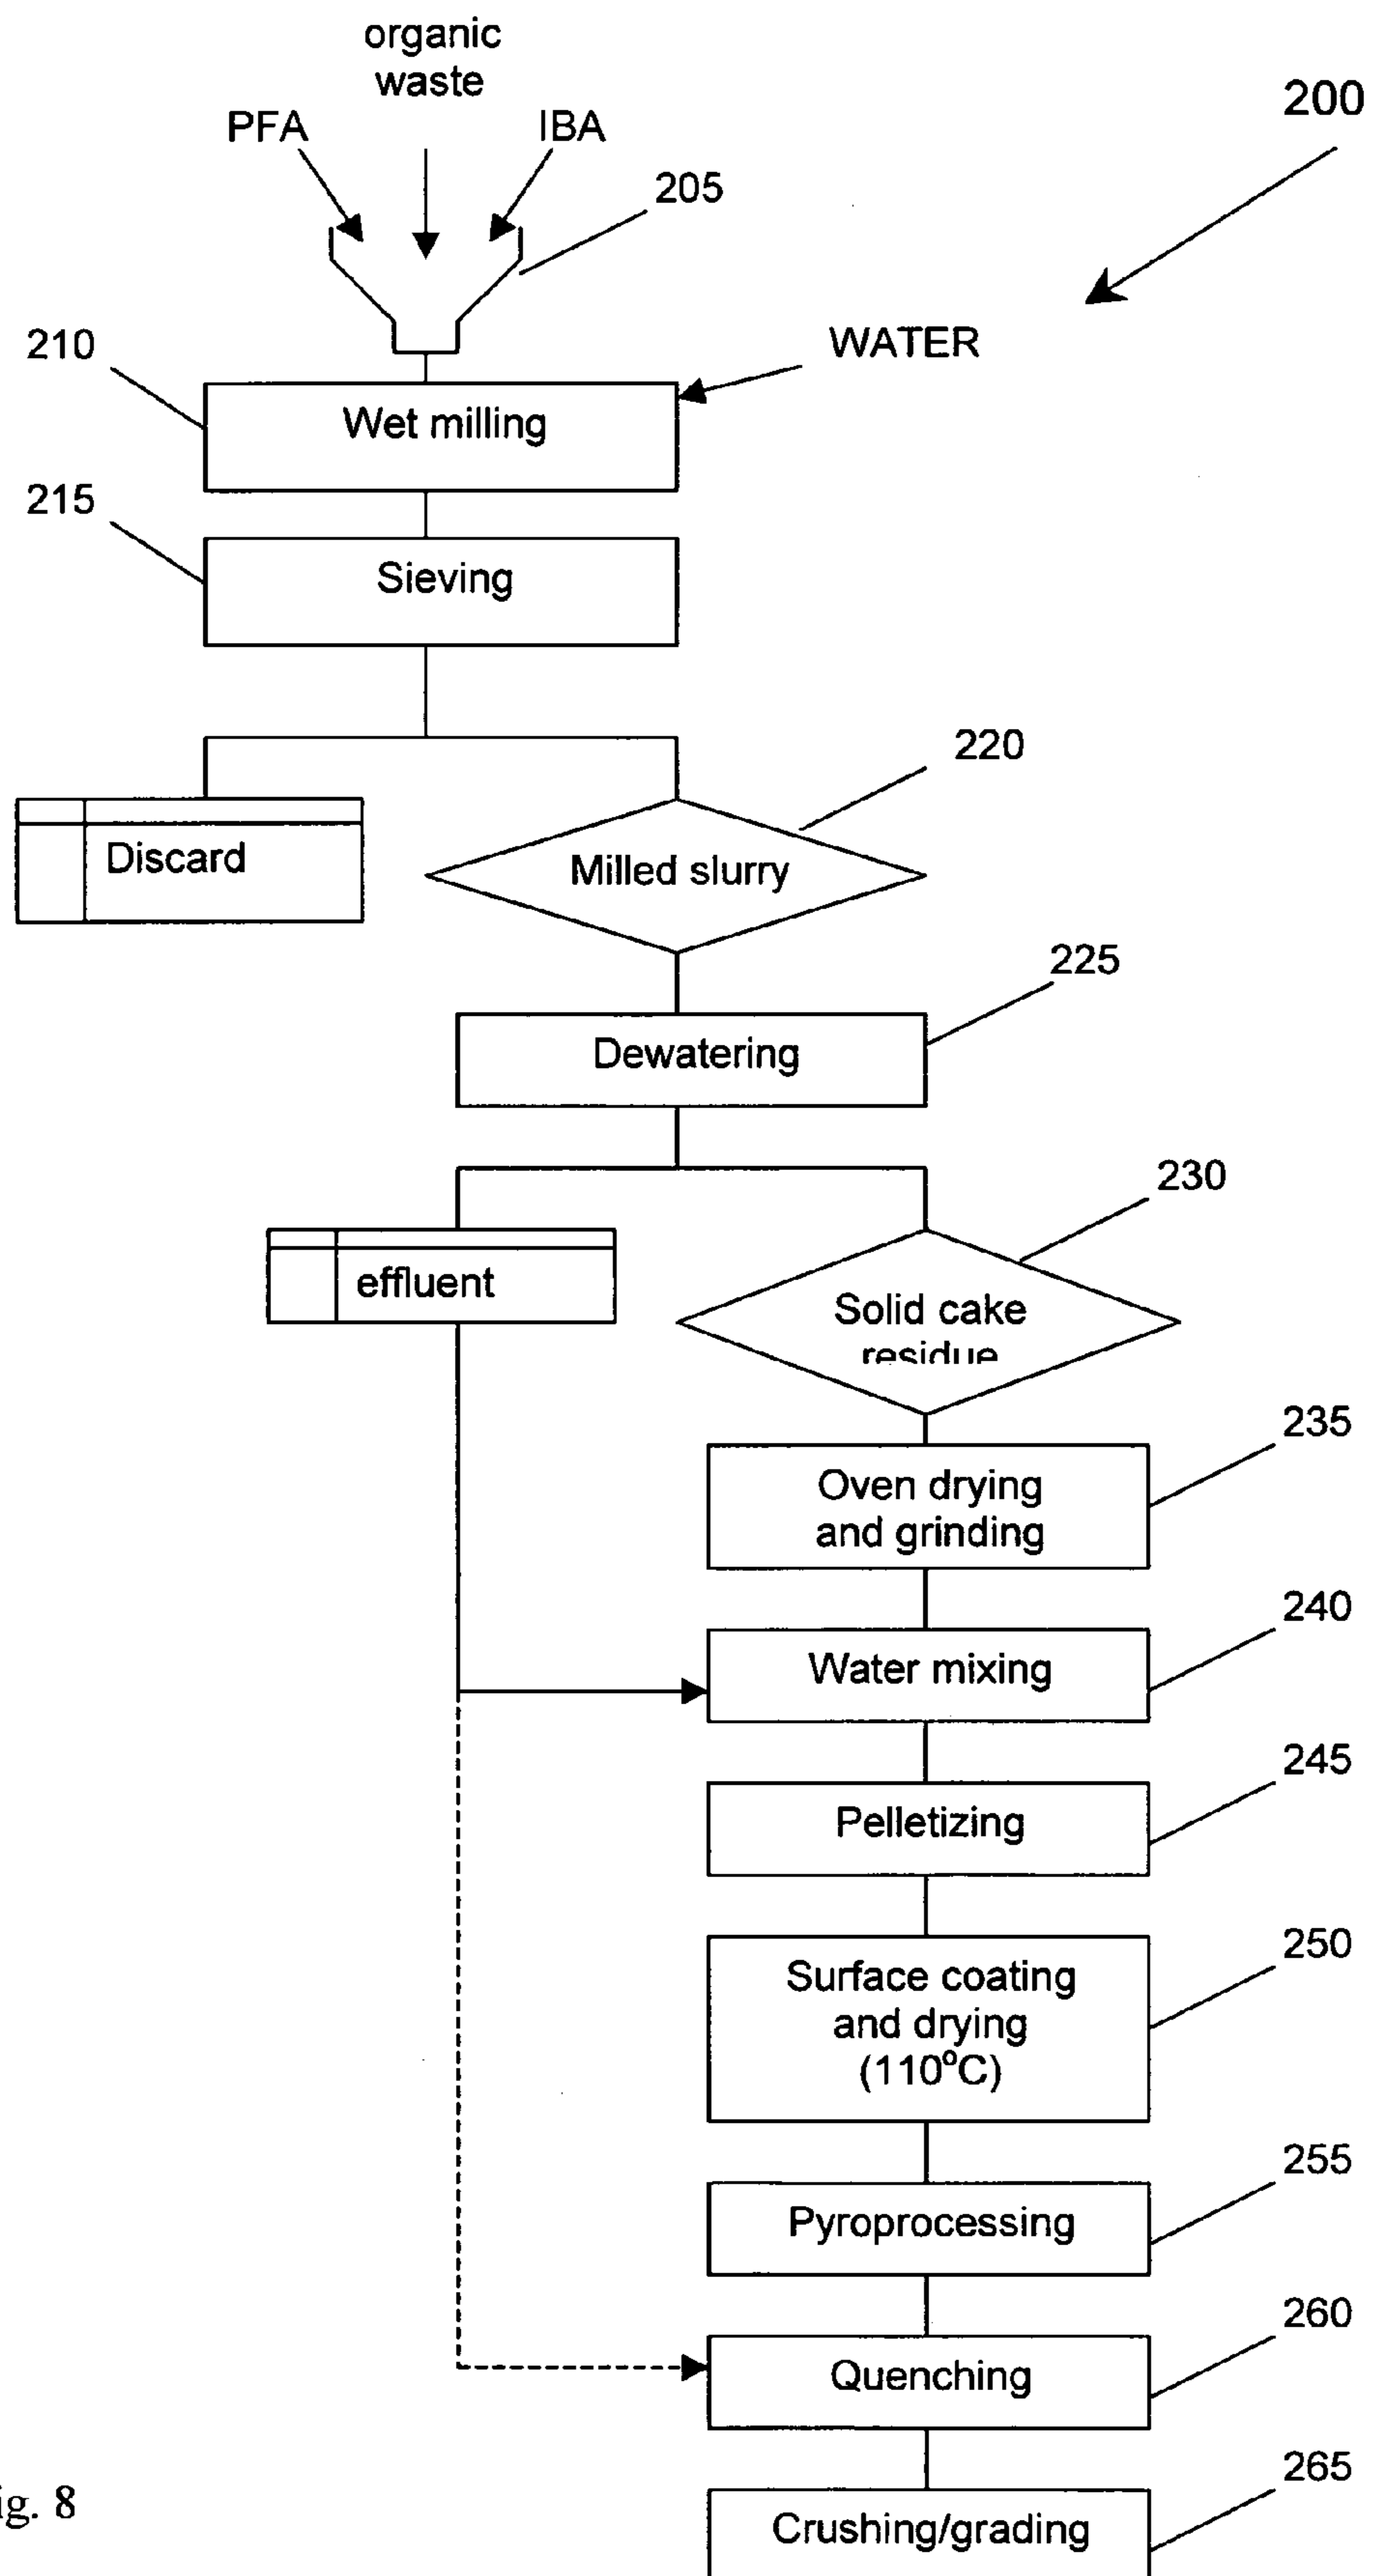 organic
waste
PFA
IBA
200
205
WATER
210
Wet milling
215
Sieving
220
Discard
Milled slurry
225
Dewatering
230
effluent
Solid cake
residue
235
Oven drying
and grinding
240
Water mixing
245
Pelletizing
250
Surface coating
and drying
(110°C)
255
Pyroprocessing
260
Quenching
265
ig. 8
Crushing/grading